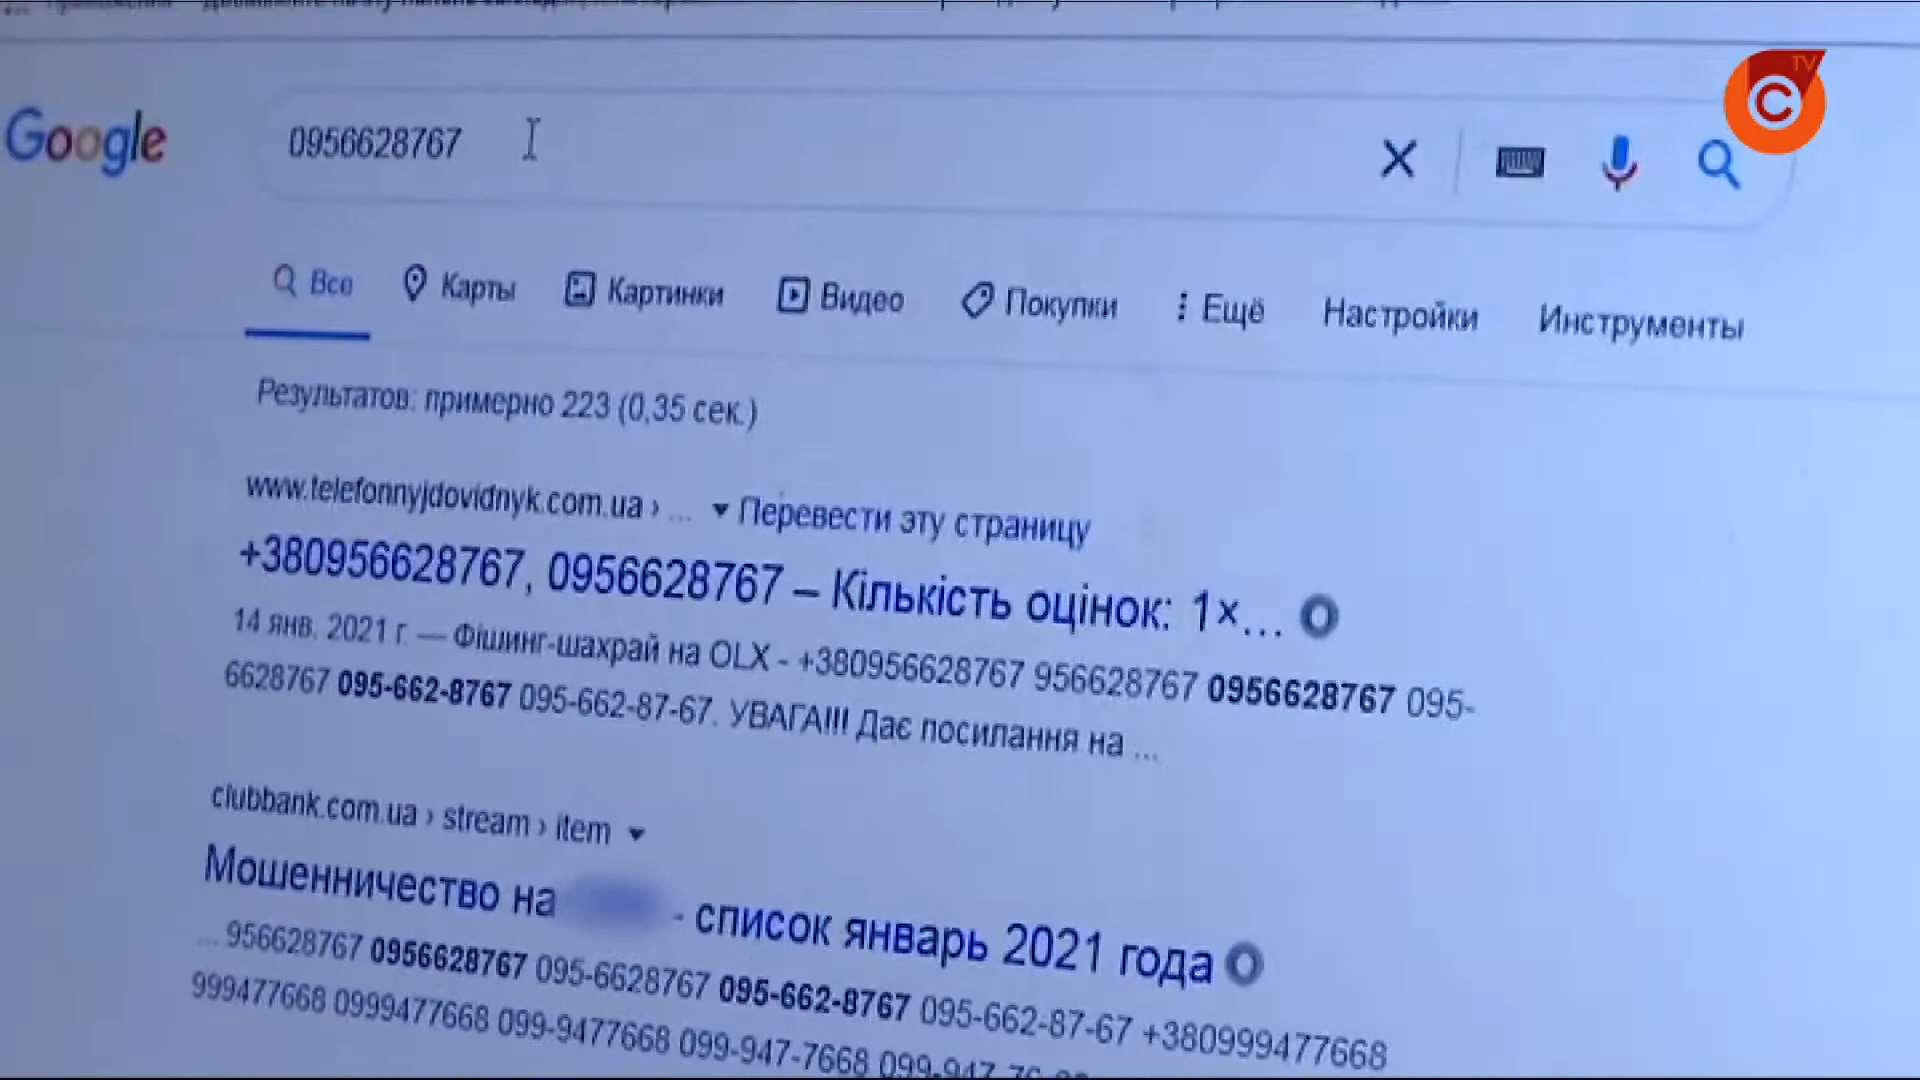 TV
C
Google
0956628767
Все Карты Картинки Видео Покупки Ещё Настройки Инструменты
Результатов: примерно 223 (0,35 сек.)
www.telefonnyjdovidnyk.com.ua › ... ▾ Перевести эту страницу
+380956628767, 0956628767 – Кількість оцінок: 1×...
14 янв. 2021 г. — Фішинг-шахрай на OLX - +380956628767 956628767 0956628767 095-
6628767 095-662-8767 095-662-87-67. УВАГА!!! Дає посилання на ...
clubbank.com.ua › stream › item ▾
Мошенничество на - список январь 2021 года
... 956628767 0956628767 095-6628767 095-662-8767 095-662-87-67 +380999477668
999477668 0999477668 099-9477668 099-947-7668